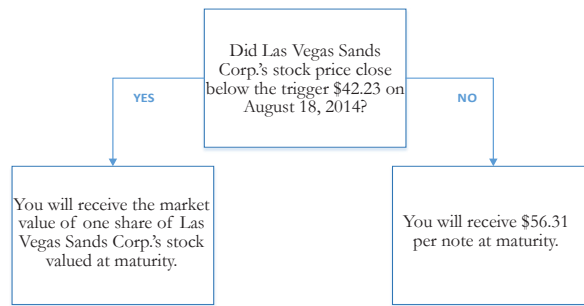 Did Las Vegas Sands
Corp.'s stock price close
below the trigger $42.23 on
August 18, 2014?
YES
NO
You will receive the market
value of one share of Las
Vegas Sands Corp.'s stock
valued at maturity.
You will receive $56.31
per note at maturity.